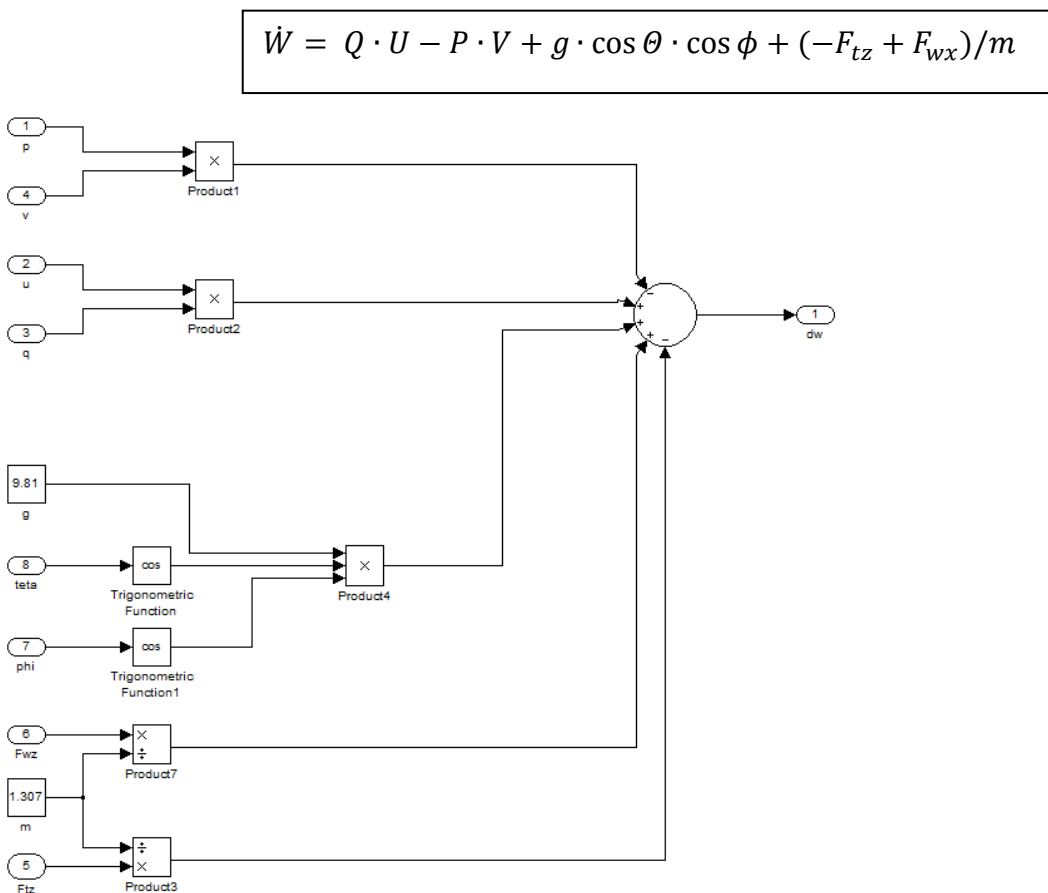 Ẇ = Q · U − P · V + g · cos Θ · cos ϕ + (−F_tz + F_wx)/m
1
p
×
Product1
4
v
2
u
×
Product2
3
q
−
+
+
+
−
1
dw
9.81
g
8
teta
cos
Trigonometric
Function
×
Product4
7
phi
cos
Trigonometric
Function1
6
Fwz
×
÷
Product7
1.307
m
÷
×
Product3
5
Ftz